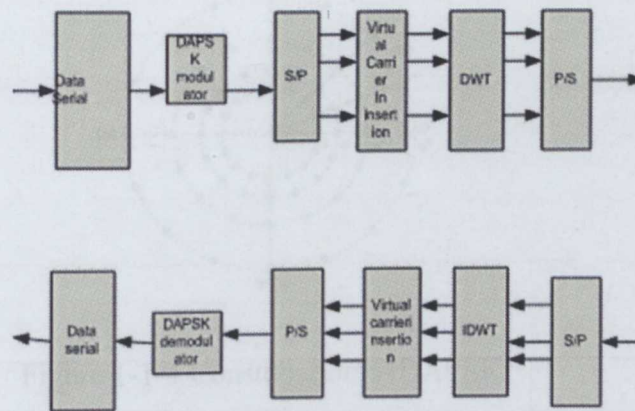 Data
Serial
DAPS
K
modul
ator
S/P
Virtu
al
Carri
er
In
insert
ion
DWT
P/S
Data
serial
DAPSK
demodul
ator
P/S
Virtual
carrieri
nsertio
n
IDWT
S/P